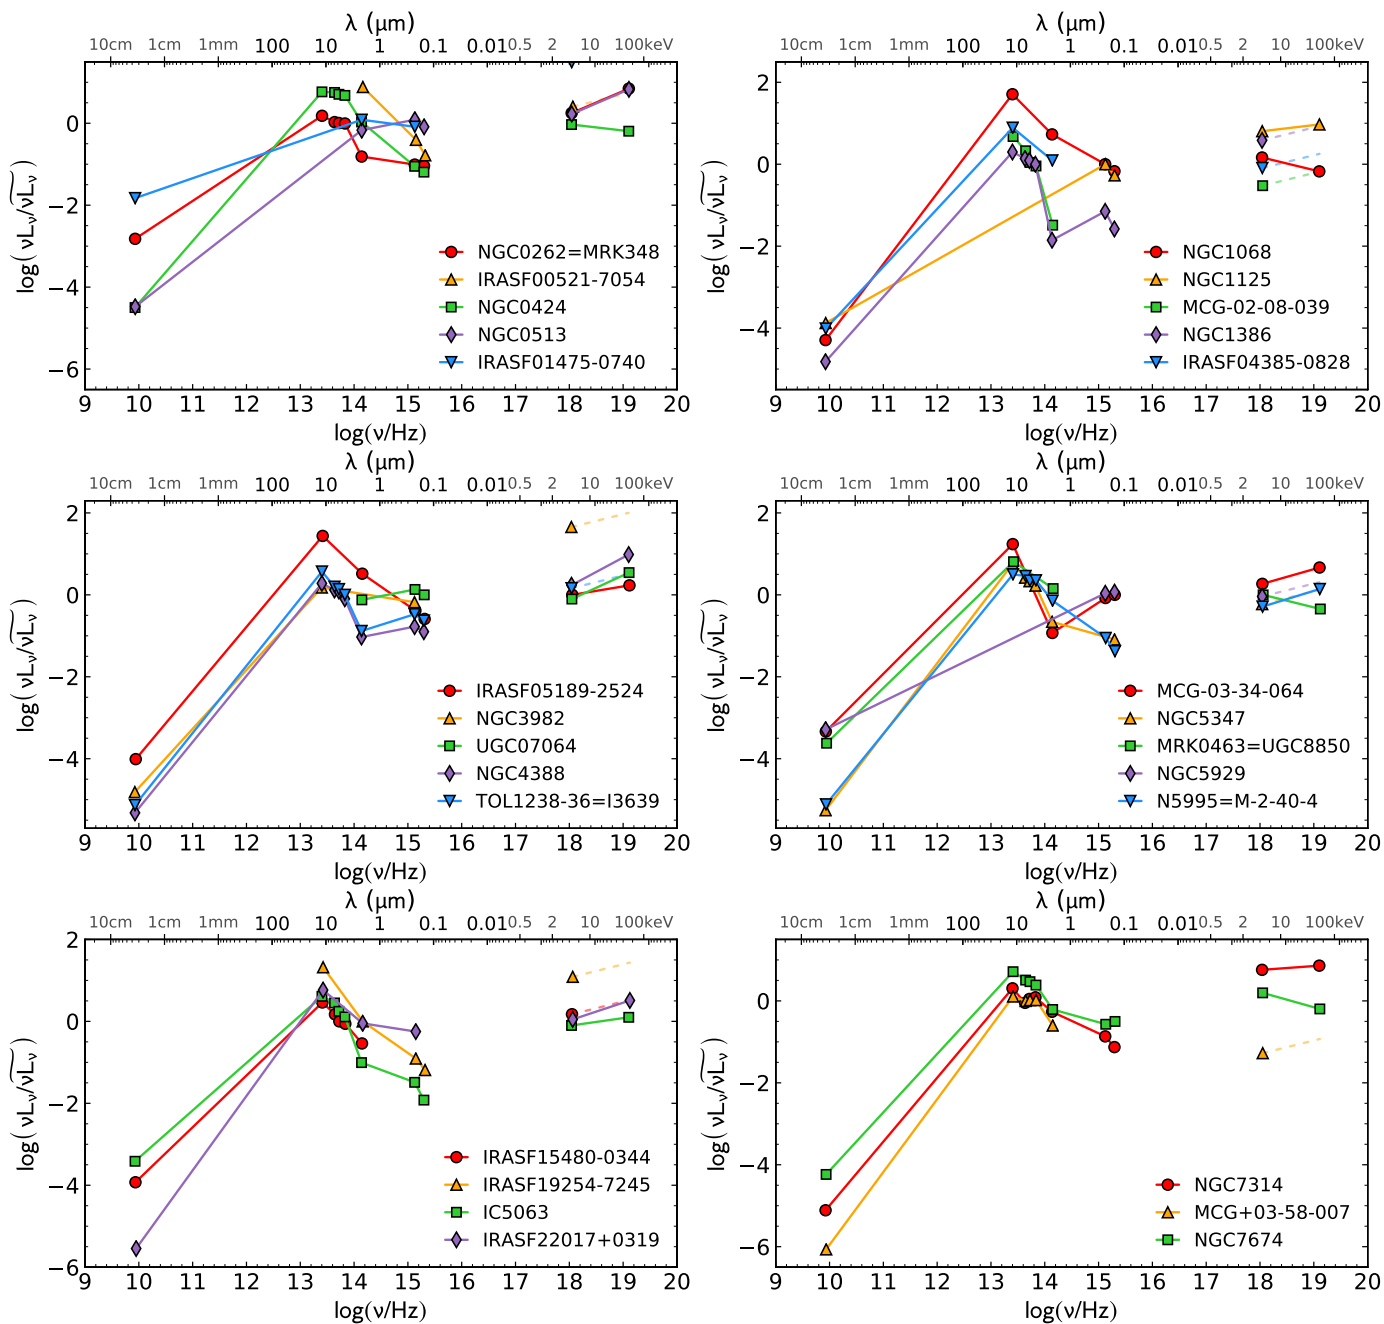 λ (μm)
10cm 1cm 1mm 100 10 1 0.1 0.01 0.5 2 10 100keV
0
−2
−4
−6
log( νLν/νLν )
NGC0262=MRK348
IRASF00521-7054
NGC0424
NGC0513
IRASF01475-0740
9 10 11 12 13 14 15 16 17 18 19 20
log(ν/Hz)
λ (μm)
10cm 1cm 1mm 100 10 1 0.1 0.01 0.5 2 10 100keV
2
0
−2
−4
log( νLν/νLν )
NGC1068
NGC1125
MCG-02-08-039
NGC1386
IRASF04385-0828
9 10 11 12 13 14 15 16 17 18 19 20
log(ν/Hz)
λ (μm)
10cm 1cm 1mm 100 10 1 0.1 0.01 0.5 2 10 100keV
2
0
−2
−4
log( νLν/νLν )
IRASF05189-2524
NGC3982
UGC07064
NGC4388
TOL1238-36=I3639
9 10 11 12 13 14 15 16 17 18 19 20
log(ν/Hz)
λ (μm)
10cm 1cm 1mm 100 10 1 0.1 0.01 0.5 2 10 100keV
2
0
−2
−4
log( νLν/νLν )
MCG-03-34-064
NGC5347
MRK0463=UGC8850
NGC5929
N5995=M-2-40-4
9 10 11 12 13 14 15 16 17 18 19 20
log(ν/Hz)
λ (μm)
10cm 1cm 1mm 100 10 1 0.1 0.01 0.5 2 10 100keV
2
0
−2
−4
−6
log( νLν/νLν )
IRASF15480-0344
IRASF19254-7245
IC5063
IRASF22017+0319
9 10 11 12 13 14 15 16 17 18 19 20
log(ν/Hz)
λ (μm)
10cm 1cm 1mm 100 10 1 0.1 0.01 0.5 2 10 100keV
0
−2
−4
−6
log( νLν/νLν )
NGC7314
MCG+03-58-007
NGC7674
9 10 11 12 13 14 15 16 17 18 19 20
log(ν/Hz)